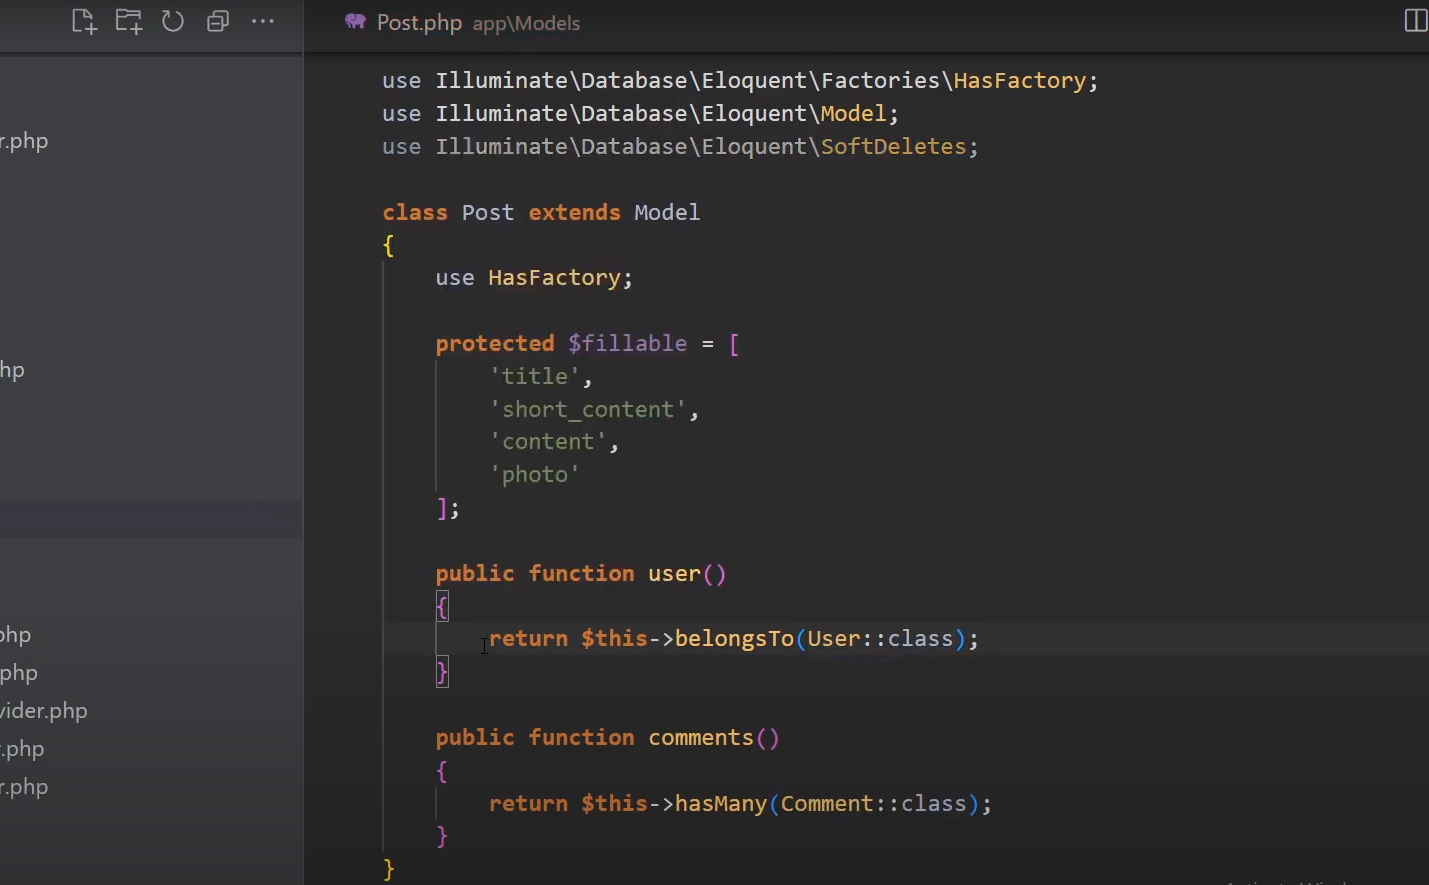 Post.php app\Models
use Illuminate\Database\Eloquent\Factories\HasFactory;
use Illuminate\Database\Eloquent\Model;
use Illuminate\Database\Eloquent\SoftDeletes;
class Post extends Model
{
use HasFactory;
protected $fillable = [
'title',
'short_content',
'content',
'photo'
];
public function user()
{
return $this->belongsTo(User::class);
}
public function comments()
{
return $this->hasMany(Comment::class);
}
}
r.php
hp
php
php
vider.php
.php
r.php